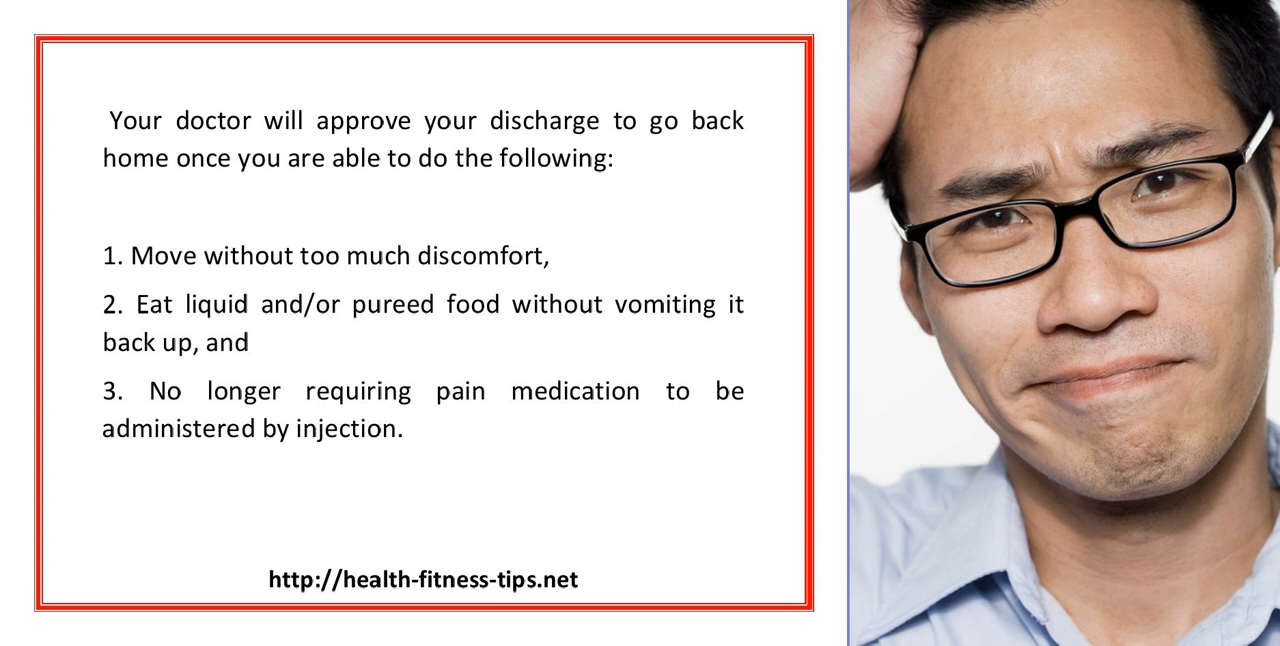 Your doctor will approve your discharge to go back
home once you are able to do the following:
1. Move without too much discomfort,
2. Eat liquid and/or pureed food without vomiting it
back up, and
3. No longer requiring pain medication to be
administered by injection.
http://health-fitness-tips.net